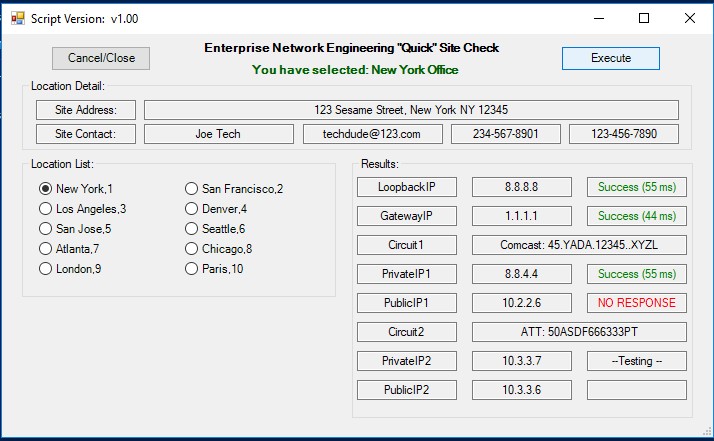 Script Version: v1.00
Cancel/Close
Enterprise Network Engineering "Quick" Site Check
Execute
You have selected: New York Office
Location Detail:
Site Address: 123 Sesame Street, New York NY 12345
Site Contact: Joe Tech techdude@123.com 234-567-8901 123-456-7890
Location List:
New York,1 San Francisco,2
Los Angeles,3 Denver,4
San Jose,5 Seattle,6
Atlanta,7 Chicago,8
London,9 Paris,10
Results:
LoopbackIP 8.8.8.8 Success (55 ms)
GatewayIP 1.1.1.1 Success (44 ms)
Circuit1 Comcast: 45.YADA.12345..XYZL
PrivateIP1 8.8.4.4 Success (55 ms)
PublicIP1 10.2.2.6 NO RESPONSE
Circuit2 ATT: 50ASDF666333PT
PrivateIP2 10.3.3.7 --Testing --
PublicIP2 10.3.3.6